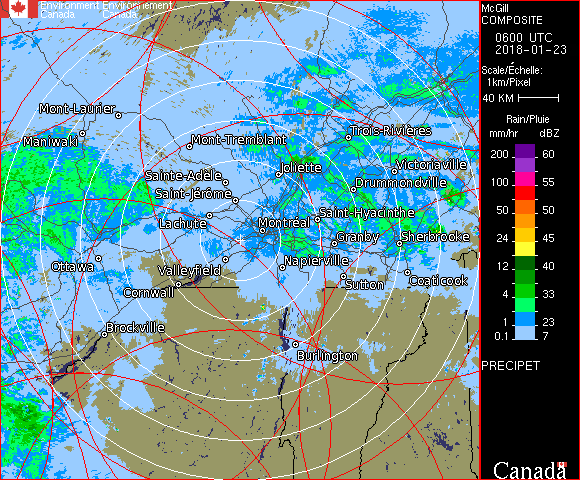 Environment Environnement
Canada Canada
McGill
COMPOSITE
0600 UTC
2018-01-23
Scale/Échelle:
1km/Pixel
40 KM
Rain/Pluie
mm/hr dBZ
200 60
100 55
50 50
24 45
12 40
4 33
1 23
0.1 7
PRECIPET
Canada
Mont-Laurier
Maniwaki
Mont-Tremblant
Trois-Rivières
Joliette
Victoriaville
Sainte-Adèle
Drummondville
Saint-Jérôme
Lachute
Saint-Hyacinthe
Montréal
Granby
Sherbrooke
Ottawa
Valleyfield
Napierville
Cornwall
Sutton
Coaticook
Brockville
Burlington